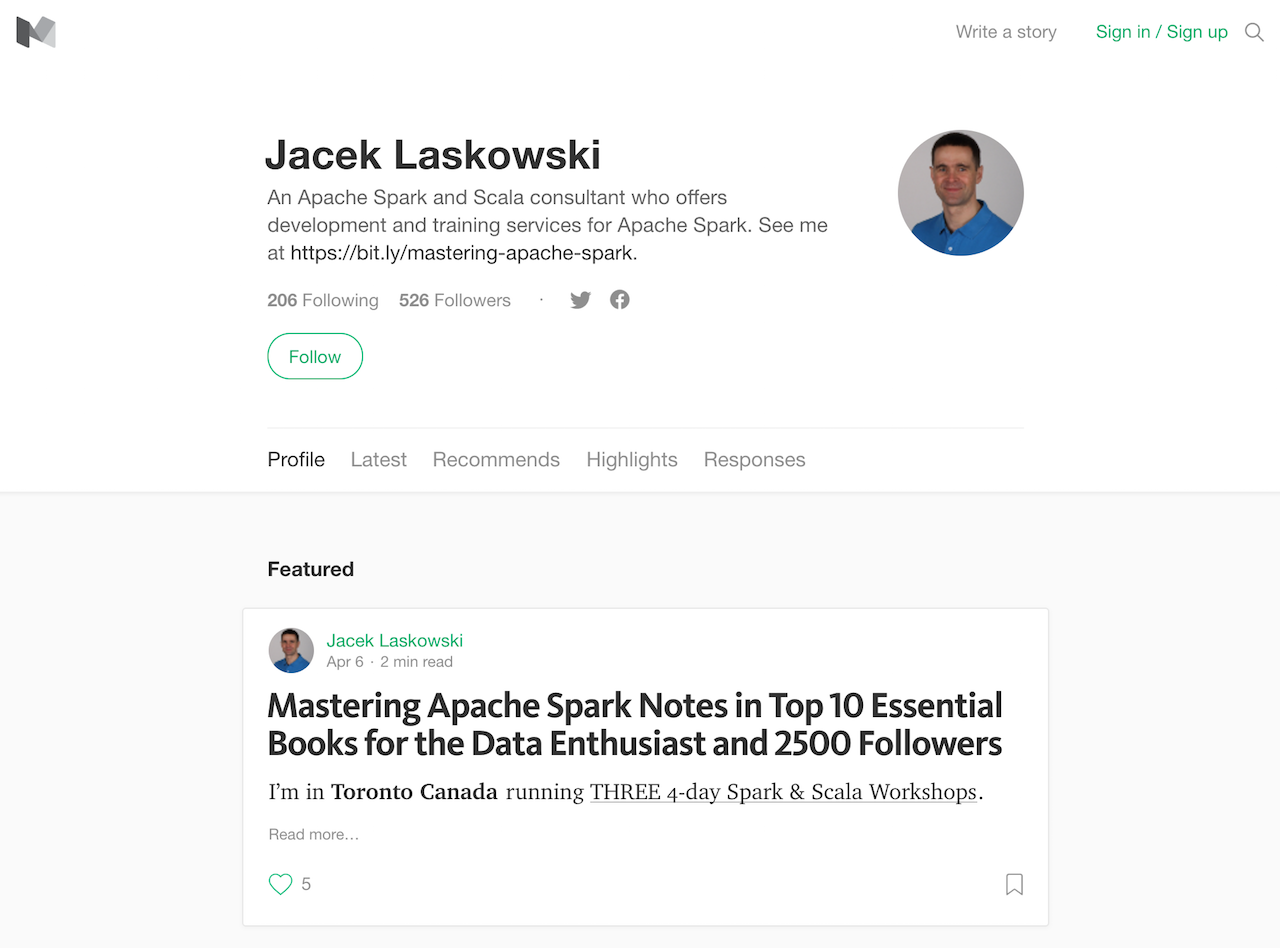 Write a story Sign in / Sign up
Jacek Laskowski
An Apache Spark and Scala consultant who offers
development and training services for Apache Spark. See me
at https://bit.ly/mastering-apache-spark.
206 Following 526 Followers ·
Follow
Profile Latest Recommends Highlights Responses
Featured
Jacek Laskowski
Apr 6 · 2 min read
Mastering Apache Spark Notes in Top 10 Essential
Books for the Data Enthusiast and 2500 Followers
I’m in Toronto Canada running THREE 4-day Spark & Scala Workshops.
Read more…
5